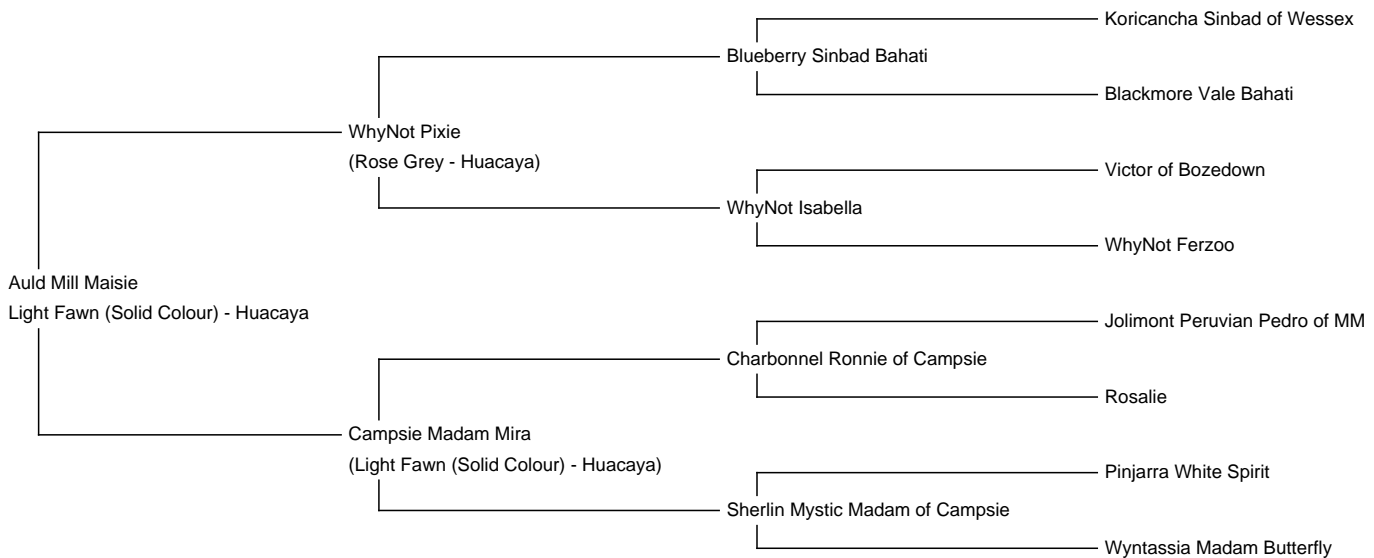 Koricancha Sinbad of Wessex
Blueberry Sinbad Bahati
Blackmore Vale Bahati
WhyNot Pixie
(Rose Grey - Huacaya)
Victor of Bozedown
WhyNot Isabella
WhyNot Ferzoo
Auld Mill Maisie
Light Fawn (Solid Colour) - Huacaya
Jolimont Peruvian Pedro of MM
Charbonnel Ronnie of Campsie
Rosalie
Campsie Madam Mira
(Light Fawn (Solid Colour) - Huacaya)
Pinjarra White Spirit
Sherlin Mystic Madam of Campsie
Wyntassia Madam Butterfly